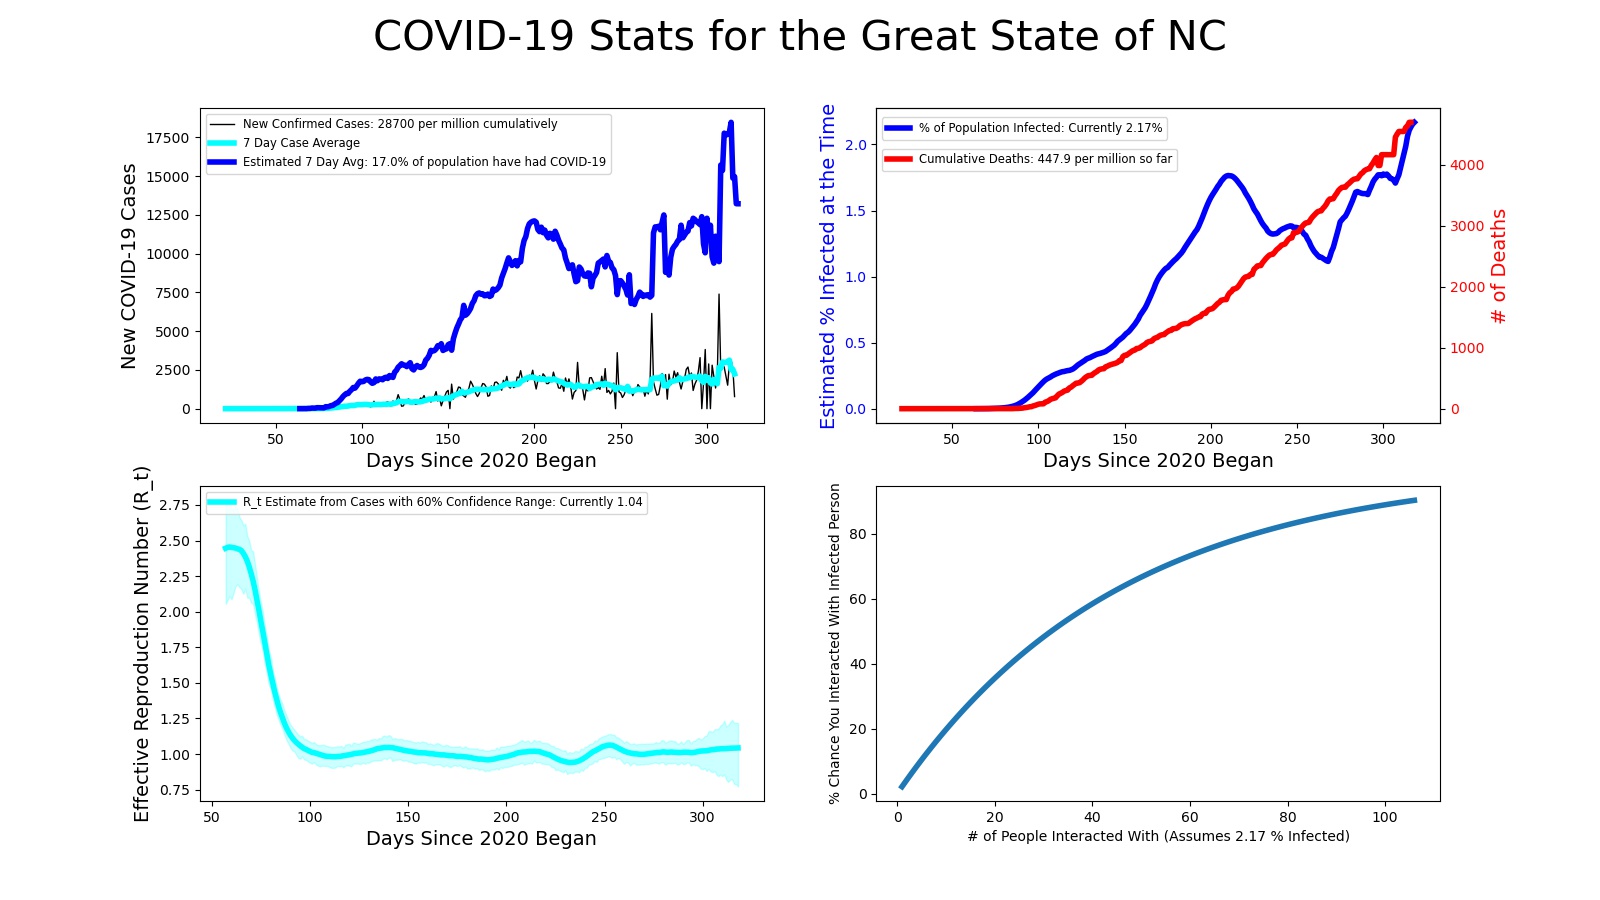 COVID-19 Stats for the Great State of NC
New COVID-19 Cases
17500
15000
12500
10000
7500
5000
2500
0
New Confirmed Cases: 28700 per million cumulatively
7 Day Case Average
Estimated 7 Day Avg: 17.0% of population have had COVID-19
50 100 150 200 250 300
Days Since 2020 Began
Estimated % Infected at the Time
2.0
1.5
1.0
0.5
0.0
% of Population Infected: Currently 2.17%
Cumulative Deaths: 447.9 per million so far
4000
3000
2000
1000
0
# of Deaths
50 100 150 200 250 300
Days Since 2020 Began
Effective Reproduction Number (R_t)
2.75
2.50
2.25
2.00
1.75
1.50
1.25
1.00
0.75
R_t Estimate from Cases with 60% Confidence Range: Currently 1.04
50 100 150 200 250 300
Days Since 2020 Began
% Chance You Interacted With Infected Person
80
60
40
20
0
0 20 40 60 80 100
# of People Interacted With (Assumes 2.17 % Infected)